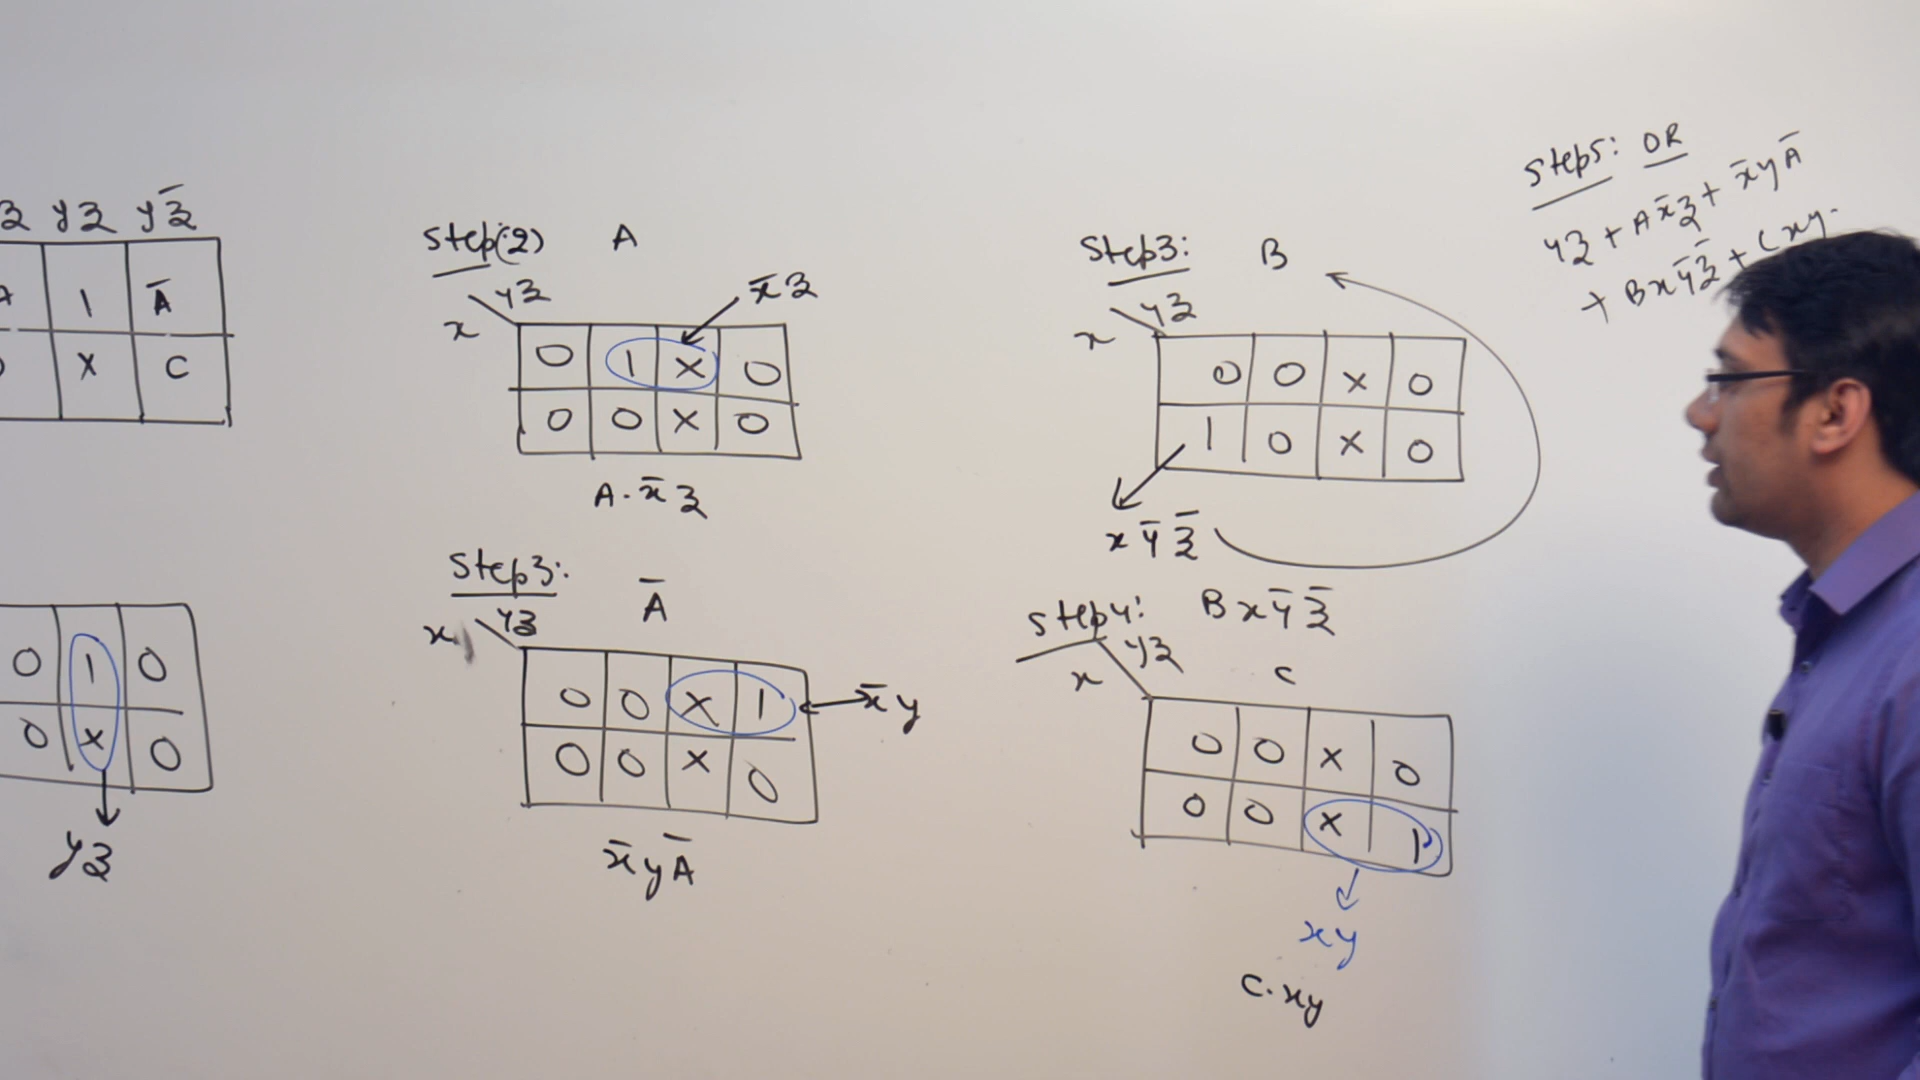 yz yz̄
1 Ā
X C
0 1 0
0 X 0
yz
Step(2) A
yz
x
x̄z
0 1 X 0
0 0 X 0
A·x̄z
Step3: Ā
yz
x
0 0 X 1
0 0 X 0
x̄y
x̄yĀ
Step3: B
yz
x
0 0 X 0
1 0 X 0
xȳz̄
Bxȳz̄
Step4: C
yz
x
0 0 X 0
0 0 X 1
xy
C·xy
Step5: OR
yz + Ax̄z + x̄yĀ
+ Bxȳz̄ + Cxy.